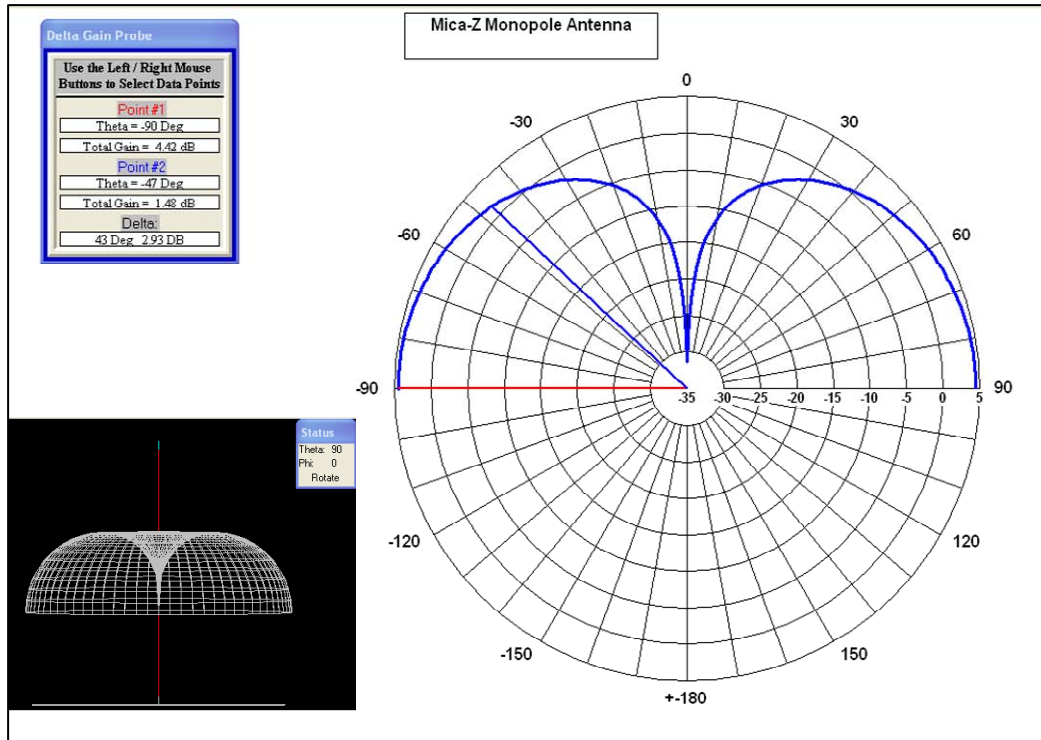 Delta Gain Probe
Use the Left / Right Mouse
Buttons to Select Data Points
Point #1
Theta = -90 Deg
Total Gain = 4.42 dB
Point #2
Theta = -47 Deg
Total Gain = 1.48 dB
Delta:
43 Deg 2.93 DB
Mica-Z Monopole Antenna
0
-30
30
-60
60
-90
90
-35 -30 -25 -20 -15 -10 -5 0 5
-120
120
-150
150
+-180
Status
Theta: 90
Phi: 0
Rotate